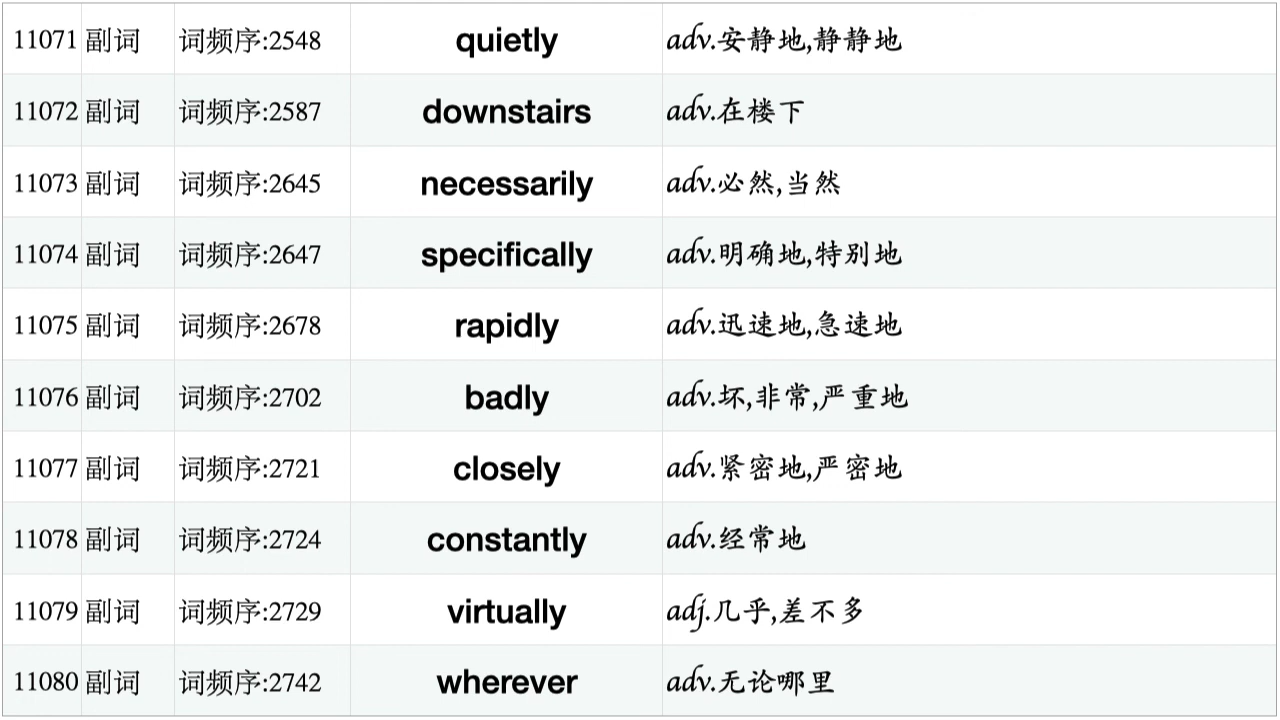 11071 副词 词频序:2548 quietly adv.安静地,静静地
11072 副词 词频序:2587 downstairs adv.在楼下
11073 副词 词频序:2645 necessarily adv.必然,当然
11074 副词 词频序:2647 specifically adv.明确地,特别地
11075 副词 词频序:2678 rapidly adv.迅速地,急速地
11076 副词 词频序:2702 badly adv.坏,非常,严重地
11077 副词 词频序:2721 closely adv.紧密地,严密地
11078 副词 词频序:2724 constantly adv.经常地
11079 副词 词频序:2729 virtually adj.几乎,差不多
11080 副词 词频序:2742 wherever adv.无论哪里